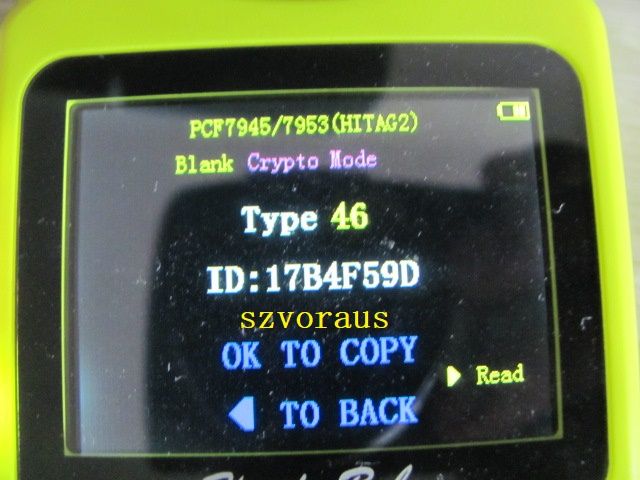 PCF7945/7953(HITAG2)
Blank Crypto Mode
Type 46
ID:17B4F59D
szvoraus
OK TO COPY
Read
TO BACK